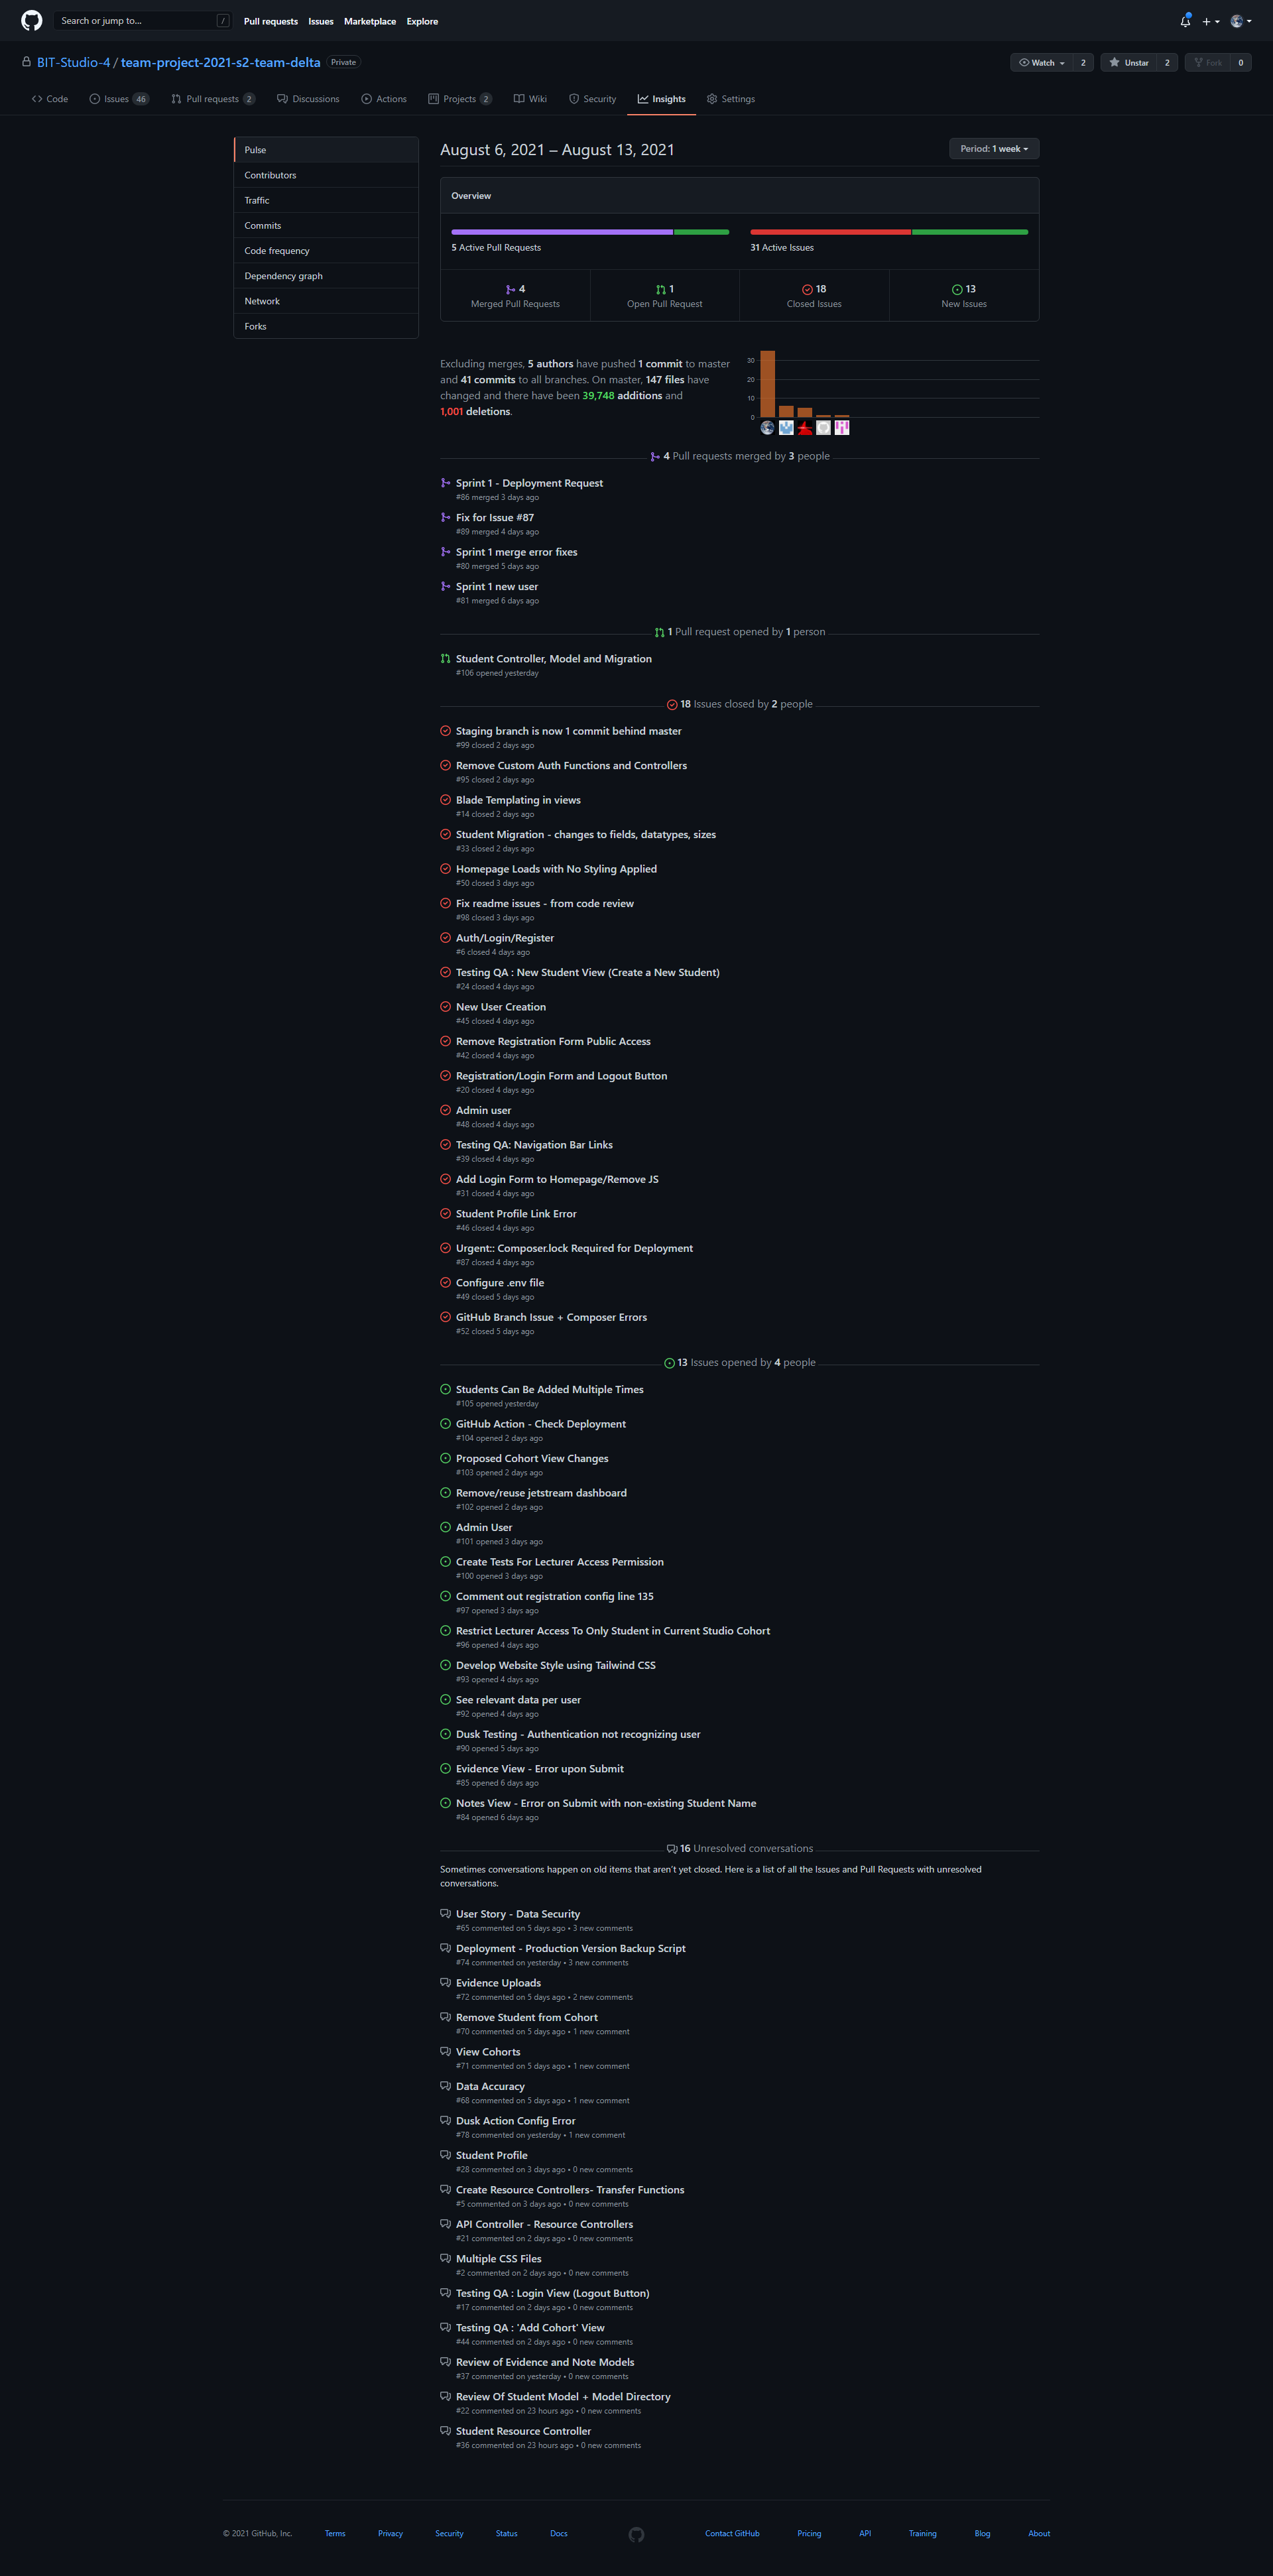 Search or jump to... /
Pull requests Issues Marketplace Explore
BIT-Studio-4 / team-project-2021-s2-team-delta Private
Watch 2 Unstar 2 Fork 0
Code Issues 46 Pull requests 2 Discussions Actions Projects 2 Wiki Security Insights Settings
Pulse
Contributors
Traffic
Commits
Code frequency
Dependency graph
Network
Forks
August 6, 2021 – August 13, 2021
Period: 1 week
Overview
5 Active Pull Requests
31 Active Issues
4
Merged Pull Requests
1
Open Pull Request
18
Closed Issues
13
New Issues
Excluding merges, 5 authors have pushed 1 commit to master
and 41 commits to all branches. On master, 147 files have
changed and there have been 39,748 additions and
1,001 deletions.
30
20
10
0
4 Pull requests merged by 3 people
Sprint 1 - Deployment Request
#86 merged 3 days ago
Fix for Issue #87
#89 merged 4 days ago
Sprint 1 merge error fixes
#80 merged 5 days ago
Sprint 1 new user
#81 merged 6 days ago
1 Pull request opened by 1 person
Student Controller, Model and Migration
#106 opened yesterday
18 Issues closed by 2 people
Staging branch is now 1 commit behind master
#99 closed 2 days ago
Remove Custom Auth Functions and Controllers
#95 closed 2 days ago
Blade Templating in views
#14 closed 2 days ago
Student Migration - changes to fields, datatypes, sizes
#33 closed 2 days ago
Homepage Loads with No Styling Applied
#50 closed 3 days ago
Fix readme issues - from code review
#98 closed 3 days ago
Auth/Login/Register
#6 closed 4 days ago
Testing QA : New Student View (Create a New Student)
#24 closed 4 days ago
New User Creation
#45 closed 4 days ago
Remove Registration Form Public Access
#42 closed 4 days ago
Registration/Login Form and Logout Button
#20 closed 4 days ago
Admin user
#48 closed 4 days ago
Testing QA: Navigation Bar Links
#39 closed 4 days ago
Add Login Form to Homepage/Remove JS
#31 closed 4 days ago
Student Profile Link Error
#46 closed 4 days ago
Urgent:: Composer.lock Required for Deployment
#87 closed 4 days ago
Configure .env file
#49 closed 5 days ago
GitHub Branch Issue + Composer Errors
#52 closed 5 days ago
13 Issues opened by 4 people
Students Can Be Added Multiple Times
#105 opened yesterday
GitHub Action - Check Deployment
#104 opened 2 days ago
Proposed Cohort View Changes
#103 opened 2 days ago
Remove/reuse jetstream dashboard
#102 opened 2 days ago
Admin User
#101 opened 3 days ago
Create Tests For Lecturer Access Permission
#100 opened 3 days ago
Comment out registration config line 135
#97 opened 3 days ago
Restrict Lecturer Access To Only Student in Current Studio Cohort
#96 opened 4 days ago
Develop Website Style using Tailwind CSS
#93 opened 4 days ago
See relevant data per user
#92 opened 4 days ago
Dusk Testing - Authentication not recognizing user
#90 opened 5 days ago
Evidence View - Error upon Submit
#85 opened 6 days ago
Notes View - Error on Submit with non-existing Student Name
#84 opened 6 days ago
16 Unresolved conversations
Sometimes conversations happen on old items that aren't yet closed. Here is a list of all the Issues and Pull Requests with unresolved
conversations.
User Story - Data Security
#65 commented on 5 days ago • 3 new comments
Deployment - Production Version Backup Script
#74 commented on yesterday • 3 new comments
Evidence Uploads
#72 commented on 5 days ago • 2 new comments
Remove Student from Cohort
#70 commented on 5 days ago • 1 new comment
View Cohorts
#71 commented on 5 days ago • 1 new comment
Data Accuracy
#68 commented on 5 days ago • 1 new comment
Dusk Action Config Error
#78 commented on yesterday • 1 new comment
Student Profile
#28 commented on 3 days ago • 0 new comments
Create Resource Controllers- Transfer Functions
#5 commented on 3 days ago • 0 new comments
API Controller - Resource Controllers
#21 commented on 2 days ago • 0 new comments
Multiple CSS Files
#2 commented on 2 days ago • 0 new comments
Testing QA : Login View (Logout Button)
#17 commented on 2 days ago • 0 new comments
Testing QA : 'Add Cohort' View
#44 commented on 2 days ago • 0 new comments
Review of Evidence and Note Models
#37 commented on yesterday • 0 new comments
Review Of Student Model + Model Directory
#22 commented on 23 hours ago • 0 new comments
Student Resource Controller
#36 commented on 23 hours ago • 0 new comments
© 2021 GitHub, Inc. Terms Privacy Security Status Docs Contact GitHub Pricing API Training Blog About